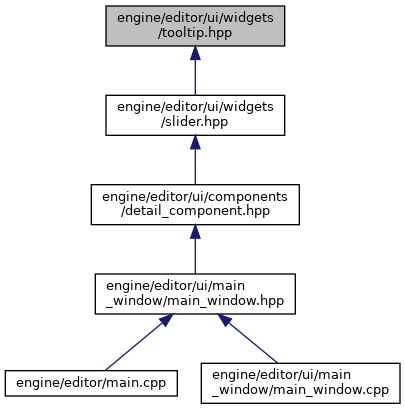 engine/editor/ui/widgets
/tooltip.hpp
engine/editor/ui/widgets
/slider.hpp
engine/editor/ui/components
/detail_component.hpp
engine/editor/ui/main
_window/main_window.hpp
engine/editor/main.cpp
engine/editor/ui/main
_window/main_window.cpp